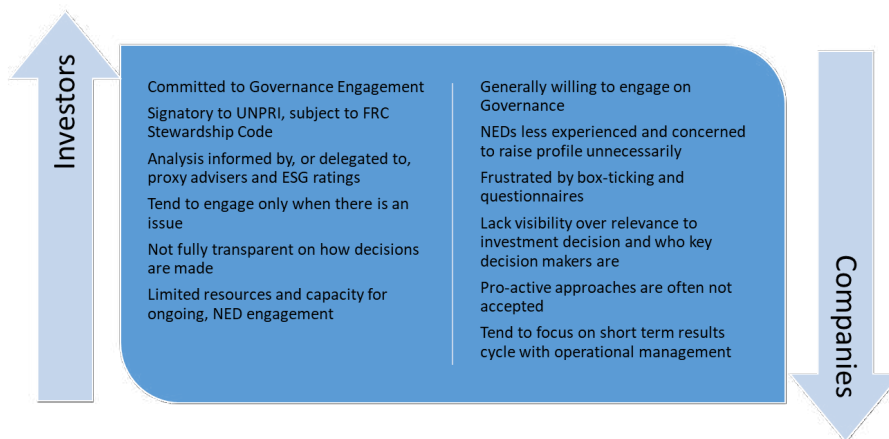 Investors
Committed to Governance Engagement
Signatory to UNPRI, subject to FRC
Stewardship Code
Analysis informed by, or delegated to,
proxy advisers and ESG ratings
Tend to engage only when there is an
issue
Not fully transparent on how decisions
are made
Limited resources and capacity for
ongoing, NED engagement
Generally willing to engage on
Governance
NEDs less experienced and concerned
to raise profile unnecessarily
Frustrated by box-ticking and
questionnaires
Lack visibility over relevance to
investment decision and who key
decision makers are
Pro-active approaches are often not
accepted
Tend to focus on short term results
cycle with operational management
Companies